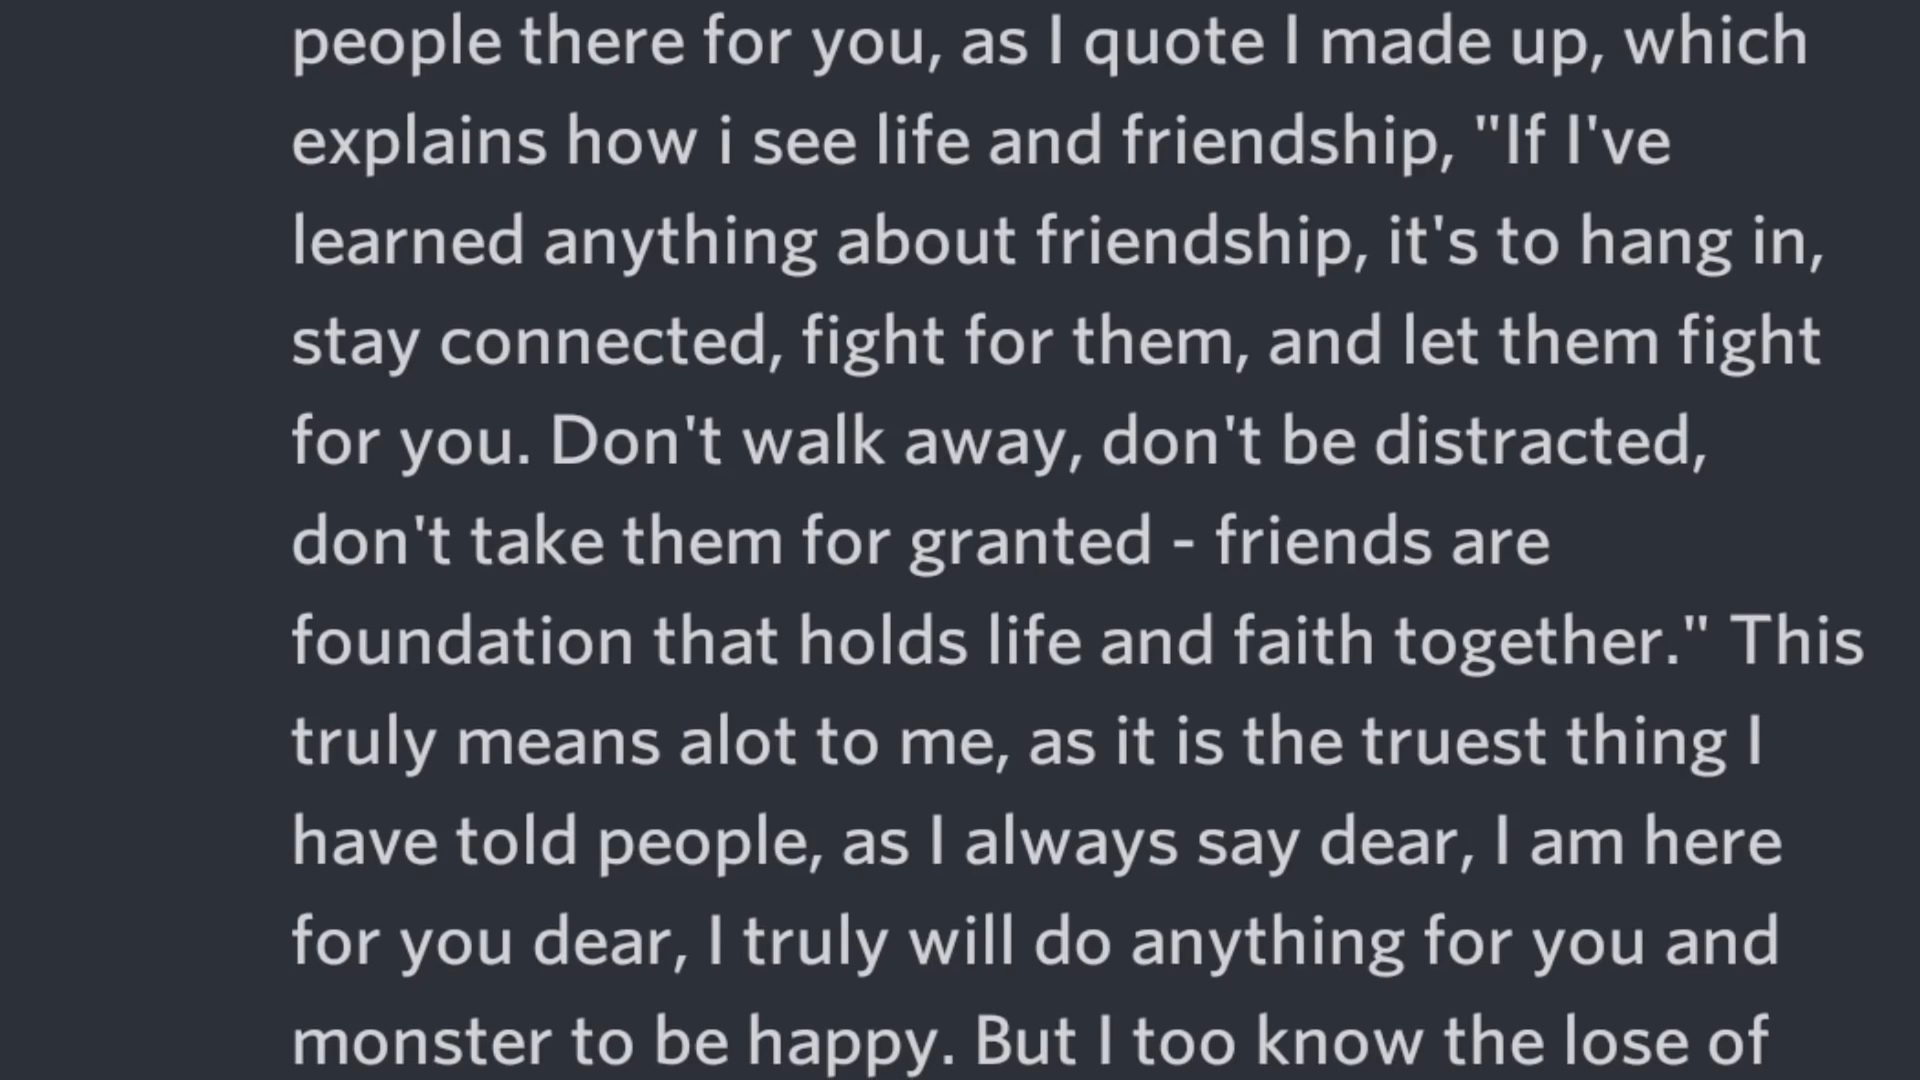 people there for you, as I quote I made up, which
explains how i see life and friendship, "If I've
learned anything about friendship, it's to hang in,
stay connected, fight for them, and let them fight
for you. Don't walk away, don't be distracted,
don't take them for granted - friends are
foundation that holds life and faith together." This
truly means alot to me, as it is the truest thing I
have told people, as I always say dear, I am here
for you dear, I truly will do anything for you and
monster to be happy. But I too know the lose of